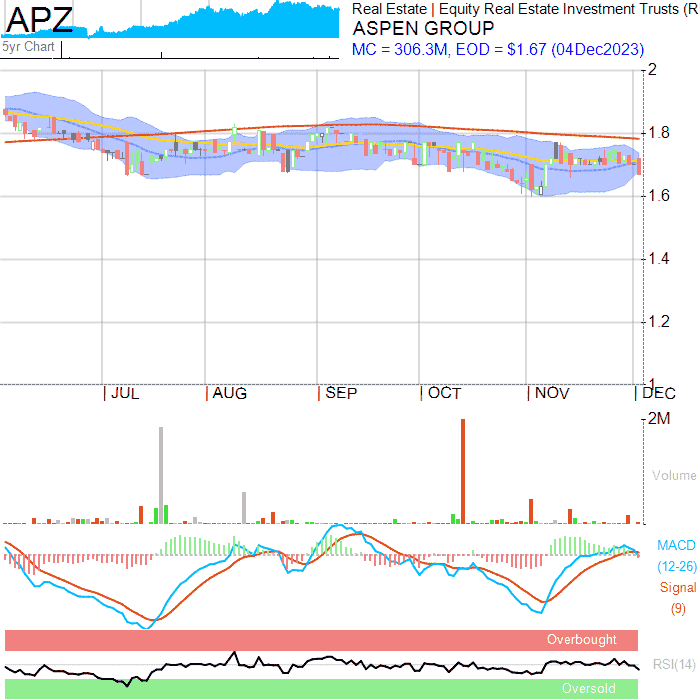 APZ
Real Estate | Equity Real Estate Investment Trusts (R
ASPEN GROUP
5yr Chart
MC = 306.3M, EOD = $1.67 (04Dec2023)
2
1.8
1.6
1.4
1.2
1
JUL AUG SEP OCT NOV DEC
2M
Volume
MACD
(12-26)
Signal
(9)
Overbought
RSI(14)
Oversold